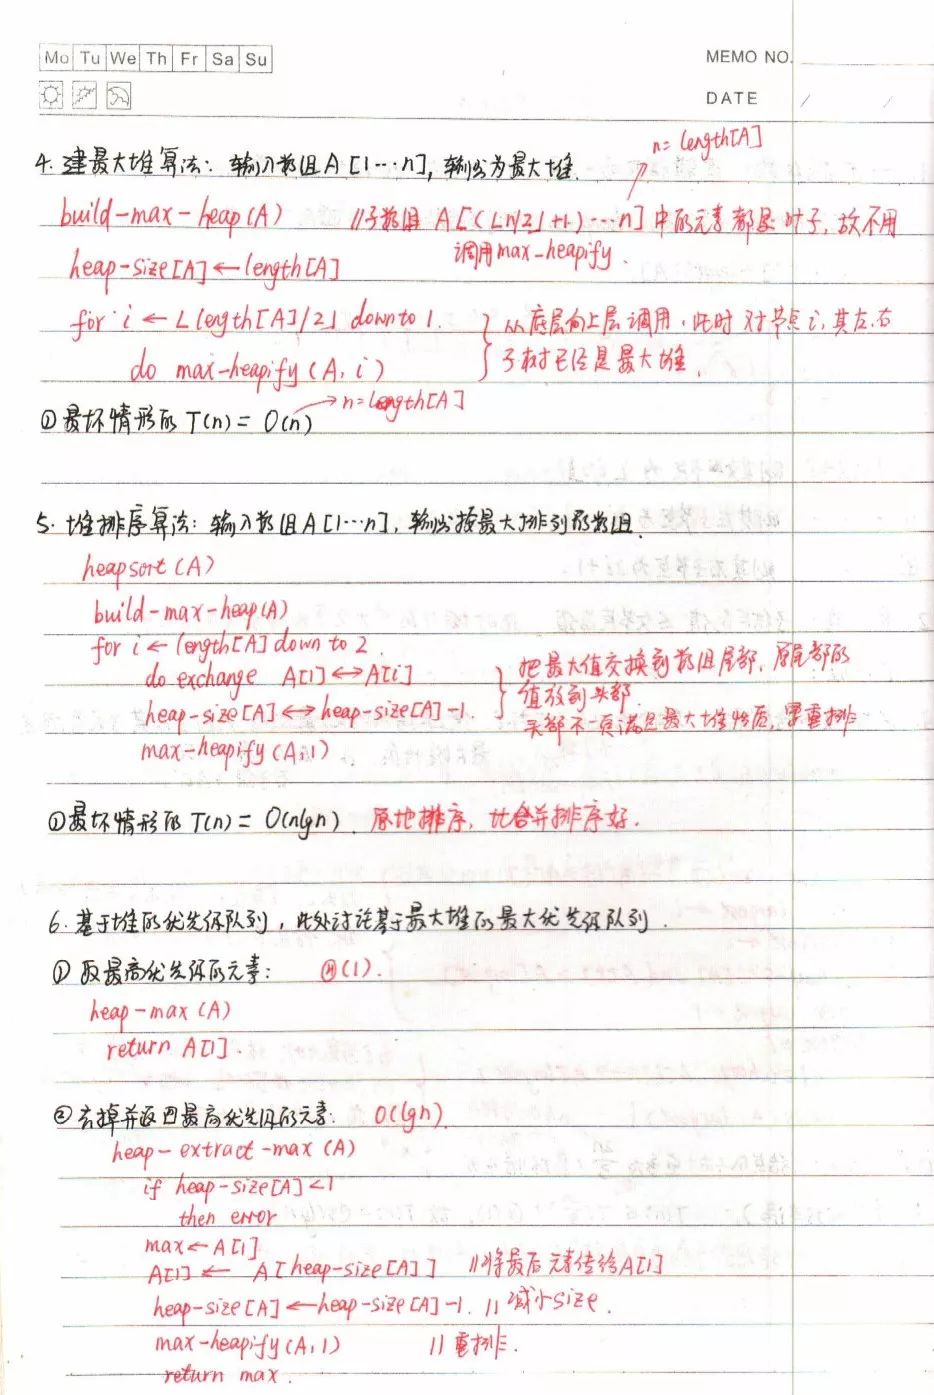 Mo Tu We Th Fr Sa Su
MEMO NO.
DATE / /
n=length[A]
4. 建最大堆算法: 输入数组A[1…n], 输出为最大堆.
build-max-heap(A) //子数组 A[(⌊n/2⌋+1)…n]中的元素都是叶子, 故不用
调用max-heapify.
heap-size[A]←length[A]
for i ← ⌊length[A]/2⌋ downto 1.
do max-heapify(A, i)
从底层向上层调用, 此时对节点i, 其左、右
子树已经是最大堆.
① 最坏情形的 T(n) = O(n) →n=length[A]
5. 堆排序算法: 输入数组A[1…n], 输出按最大排列的数组.
heapsort(A)
build-max-heap(A)
for i←length[A] down to 2.
do exchange A[1]↔A[i]
heap-size[A]↔heap-size[A]-1.
max-heapify(A,1)
把最大值交换到数组尾部, 原尾部的
值放到头部.
头部不一定满足最大堆性质, 需重排
①最坏情形的 T(n) = O(nlgn). 原地排序, 比合并排序好.
6. 基于堆的优先级队列, 此处讨论基于最大堆的最大优先级队列.
① 取最高优先级的元素: Θ(1).
heap-max(A)
return A[1].
② 去掉并返回最高优先级的元素: O(lgn).
heap-extract-max(A)
if heap-size[A]<1
then error
max←A[1]
A[1] ← A[heap-size[A]] //将最后元素传给A[1]
heap-size[A]←heap-size[A]-1. // 减小size.
max-heapify(A,1) // 重排.
return max.